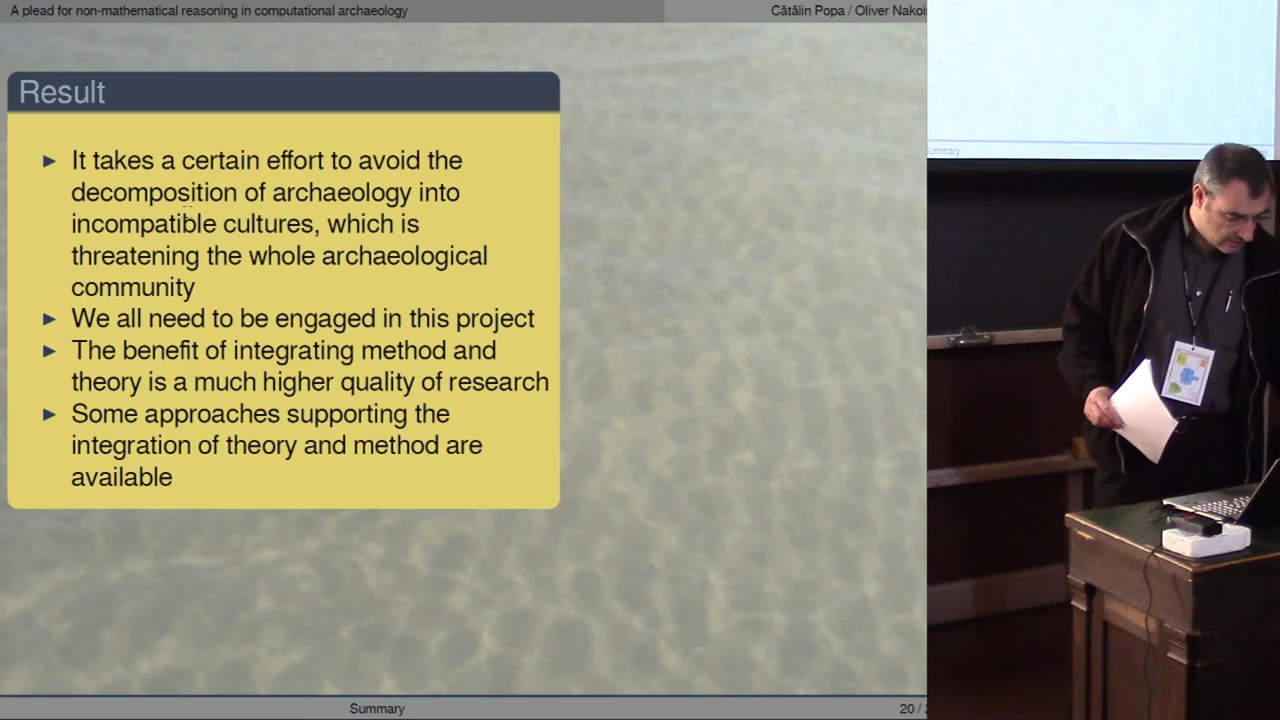 A plead for non-mathematical reasoning in computational archaeology
Cătălin Popa / Oliver Nakoi
Result
► It takes a certain effort to avoid the
decomposition of archaeology into
incompatible cultures, which is
threatening the whole archaeological
community
► We all need to be engaged in this project
► The benefit of integrating method and
theory is a much higher quality of research
► Some approaches supporting the
integration of theory and method are
available
Summary
20 /
Summary